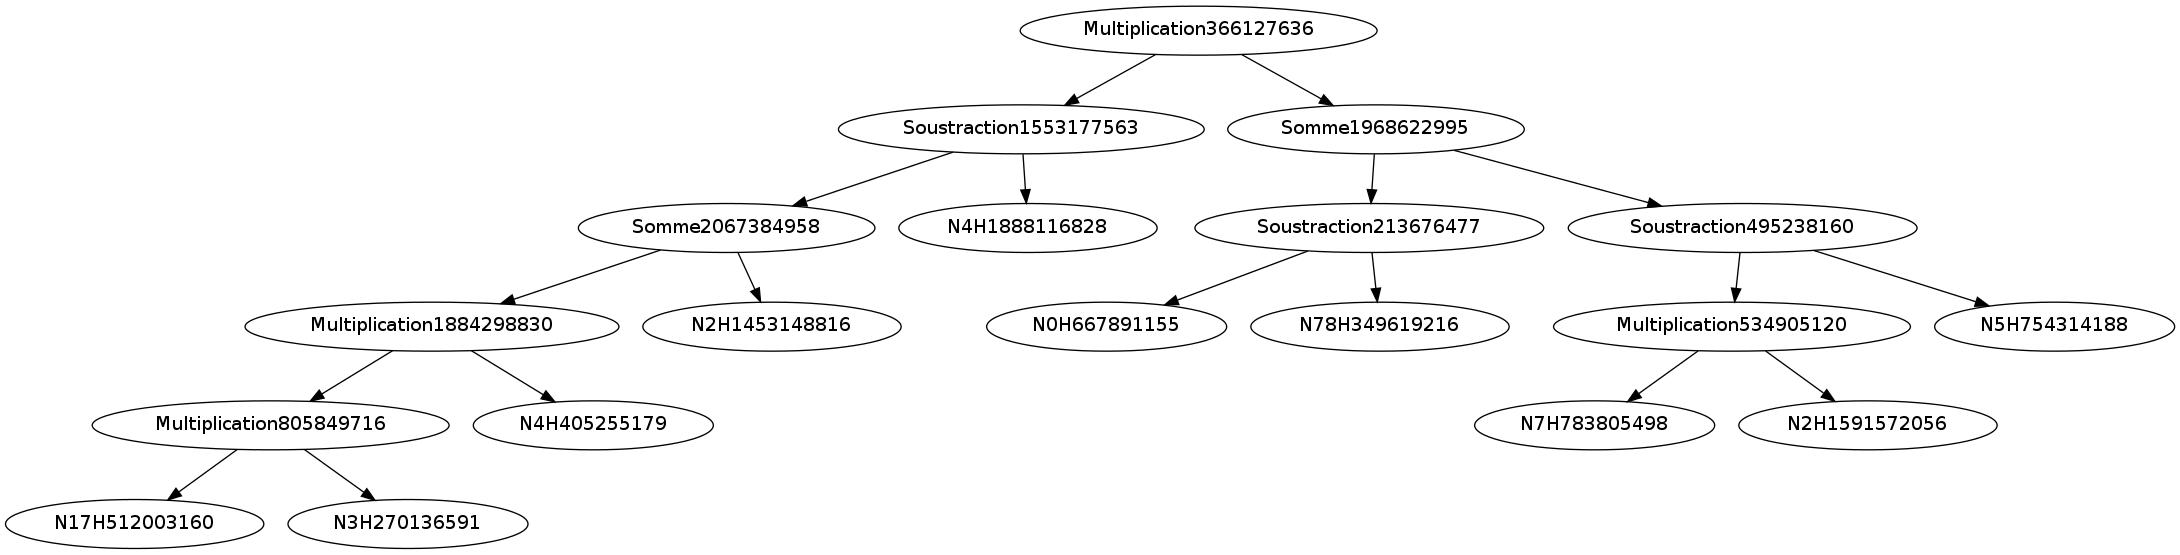 Multiplication366127636
Soustraction1553177563
Somme1968622995
Somme2067384958
N4H1888116828
Soustraction213676477
Soustraction495238160
Multiplication1884298830
N2H1453148816
N0H667891155
N78H349619216
Multiplication534905120
N5H754314188
Multiplication805849716
N4H405255179
N7H783805498
N2H1591572056
N17H512003160
N3H270136591